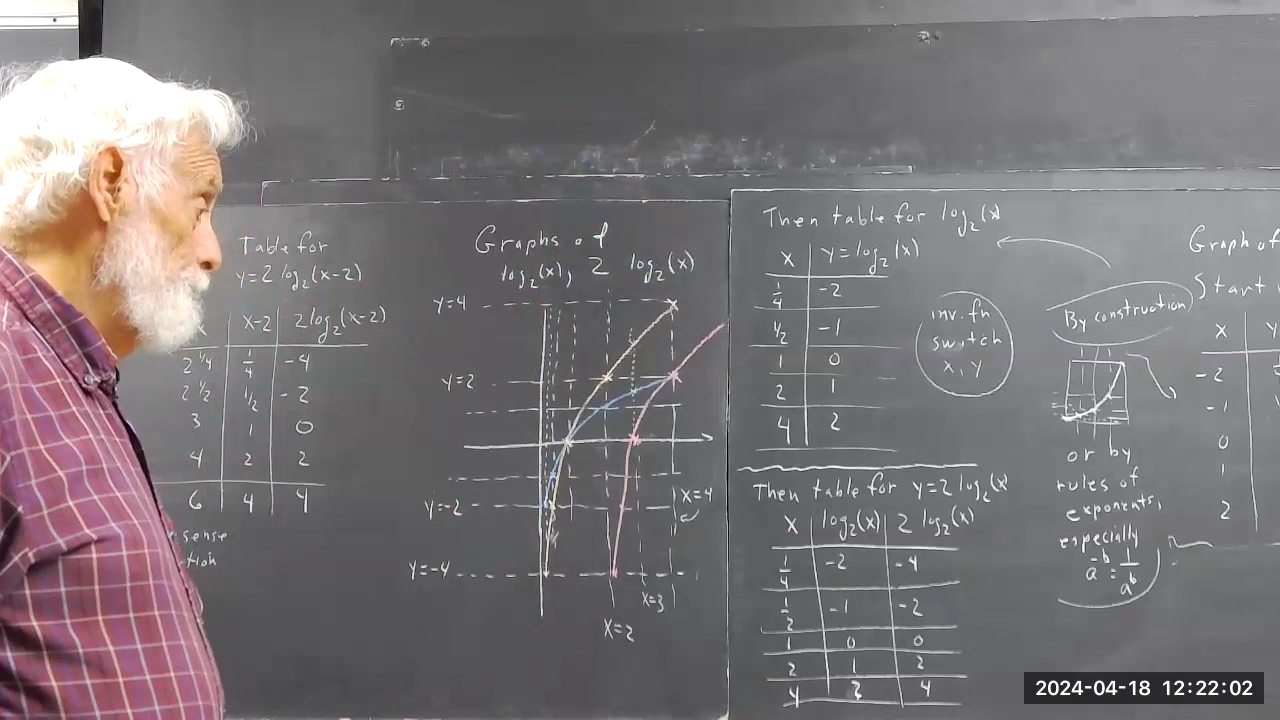 Table for
y=2 log₂(x-2)
x | x-2 | 2log₂(x-2)
2 1/4 | 1/4 | -4
2 1/2 | 1/2 | -2
3 | 1 | 0
4 | 2 | 2
6 | 4 | 4
sense
Graphs of
log₂(x), 2 log₂(x)
y=4
y=2
y=-2
y=-4
x=4
x=3
x=2
Then table for log₂(x
x | y=log₂(x)
1/4 | -2
1/2 | -1
1 | 0
2 | 1
4 | 2
Then table for y=2 log₂(x
x | log₂(x) | 2 log₂(x)
1/4 | -2 | -4
1/2 | -1 | -2
1 | 0 | 0
2 | 1 | 2
4 | 2 | 4
inv. fn
switch
x, y
By construction
or by
rules of
exponents,
especially
a⁻ᵇ = 1/aᵇ
Graph of
Start
x | y
-2
-1
0
1
2
2024-04-18 12:22:02